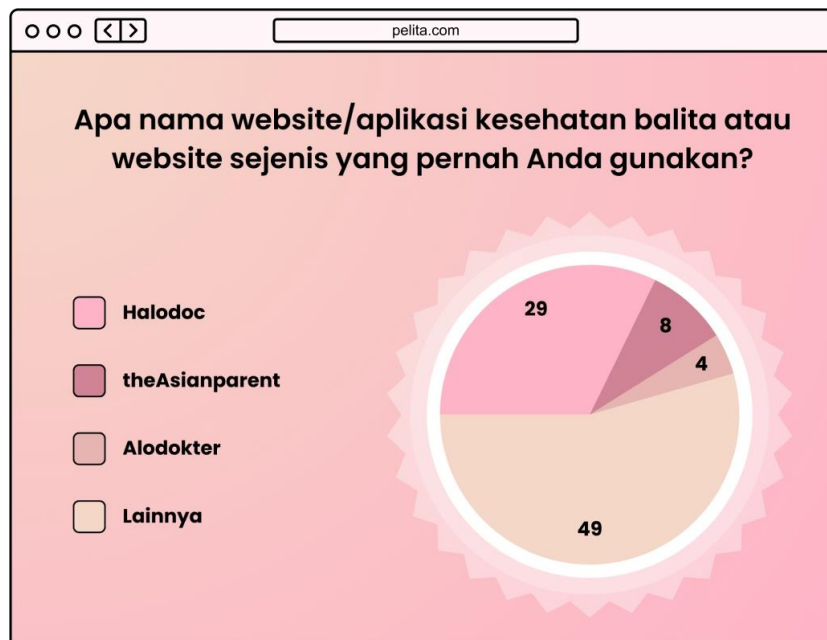 pelita.com
Apa nama website/aplikasi kesehatan balita atau
website sejenis yang pernah Anda gunakan?
Halodoc
theAsianparent
Alodokter
Lainnya
29
8
4
49